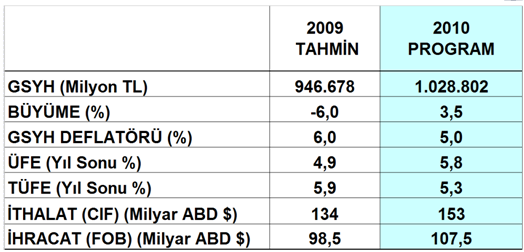 2009 TAHMİN 2010 PROGRAM
GSYH (Milyon TL) 946.678 1.028.802
BÜYÜME (%) -6,0 3,5
GSYH DEFLATÖRÜ (%) 6,0 5,0
ÜFE (Yıl Sonu %) 4,9 5,8
TÜFE (Yıl Sonu %) 5,9 5,3
İTHALAT (CIF) (Milyar ABD $) 134 153
İHRACAT (FOB) (Milyar ABD $) 98,5 107,5